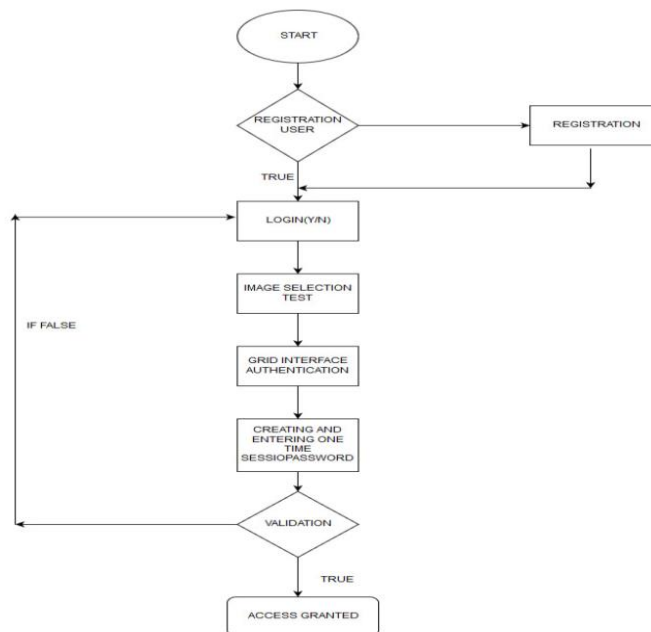 START
REGISTRATION
USER
REGISTRATION
TRUE
LOGIN(Y/N)
IMAGE SELECTION
TEST
IF FALSE
GRID INTERFACE
AUTHENTICATION
CREATING AND
ENTERING ONE
TIME
SESSIOPASSWORD
VALIDATION
TRUE
ACCESS GRANTED